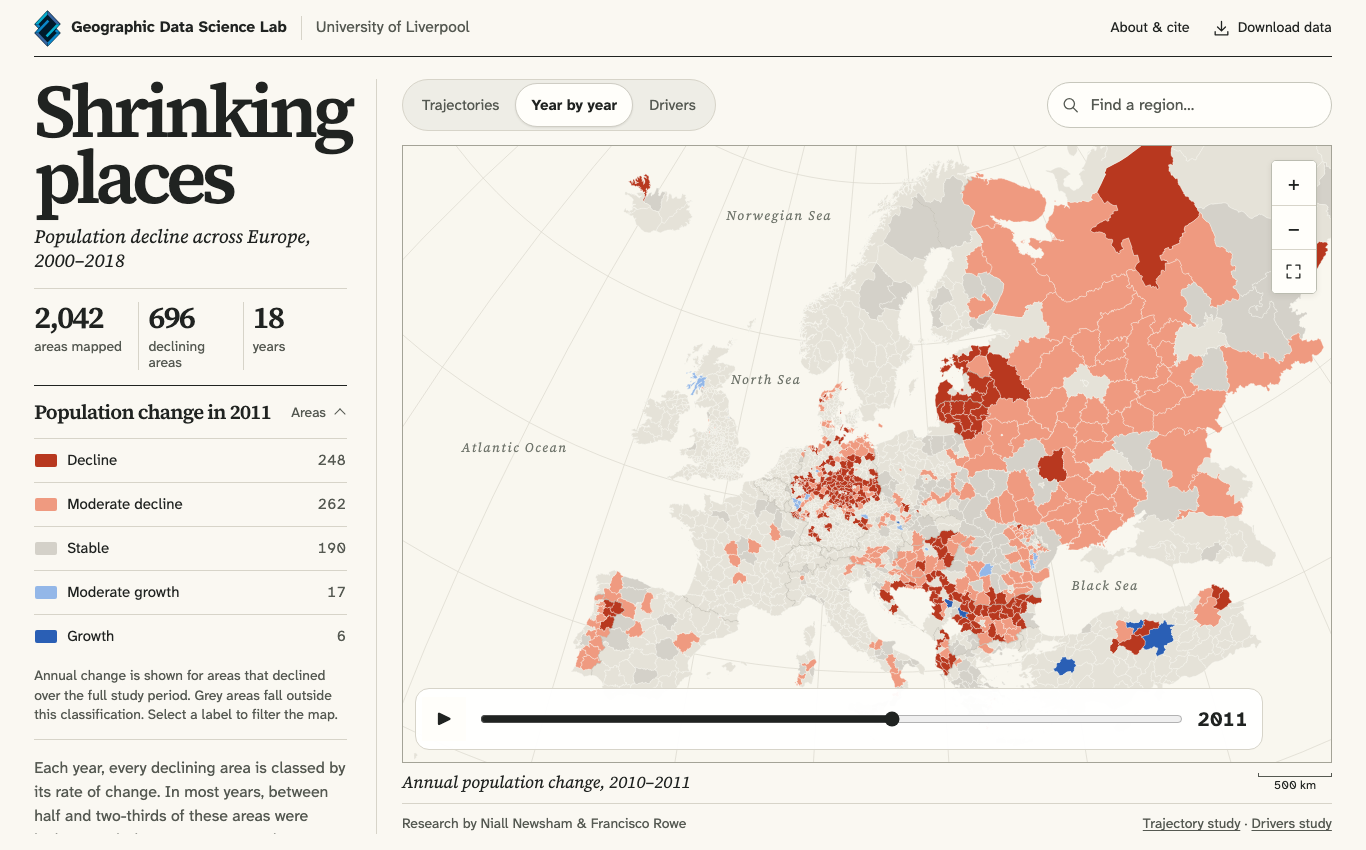 Geographic Data Science Lab
University of Liverpool
About & cite
Download data
Shrinking
places
Population decline across Europe,
2000–2018
2,042
areas mapped
696
declining
areas
18
years
Population change in 2011
Areas
Decline 248
Moderate decline 262
Stable 190
Moderate growth 17
Growth 6
Annual change is shown for areas that declined
over the full study period. Grey areas fall outside
this classification. Select a label to filter the map.
Each year, every declining area is classed by
its rate of change. In most years, between
half and two-thirds of these areas were
Trajectories
Year by year
Drivers
Find a region...
+
−
Norwegian Sea
North Sea
Atlantic Ocean
Black Sea
2011
Annual population change, 2010–2011
500 km
Research by Niall Newsham & Francisco Rowe
Trajectory study · Drivers study